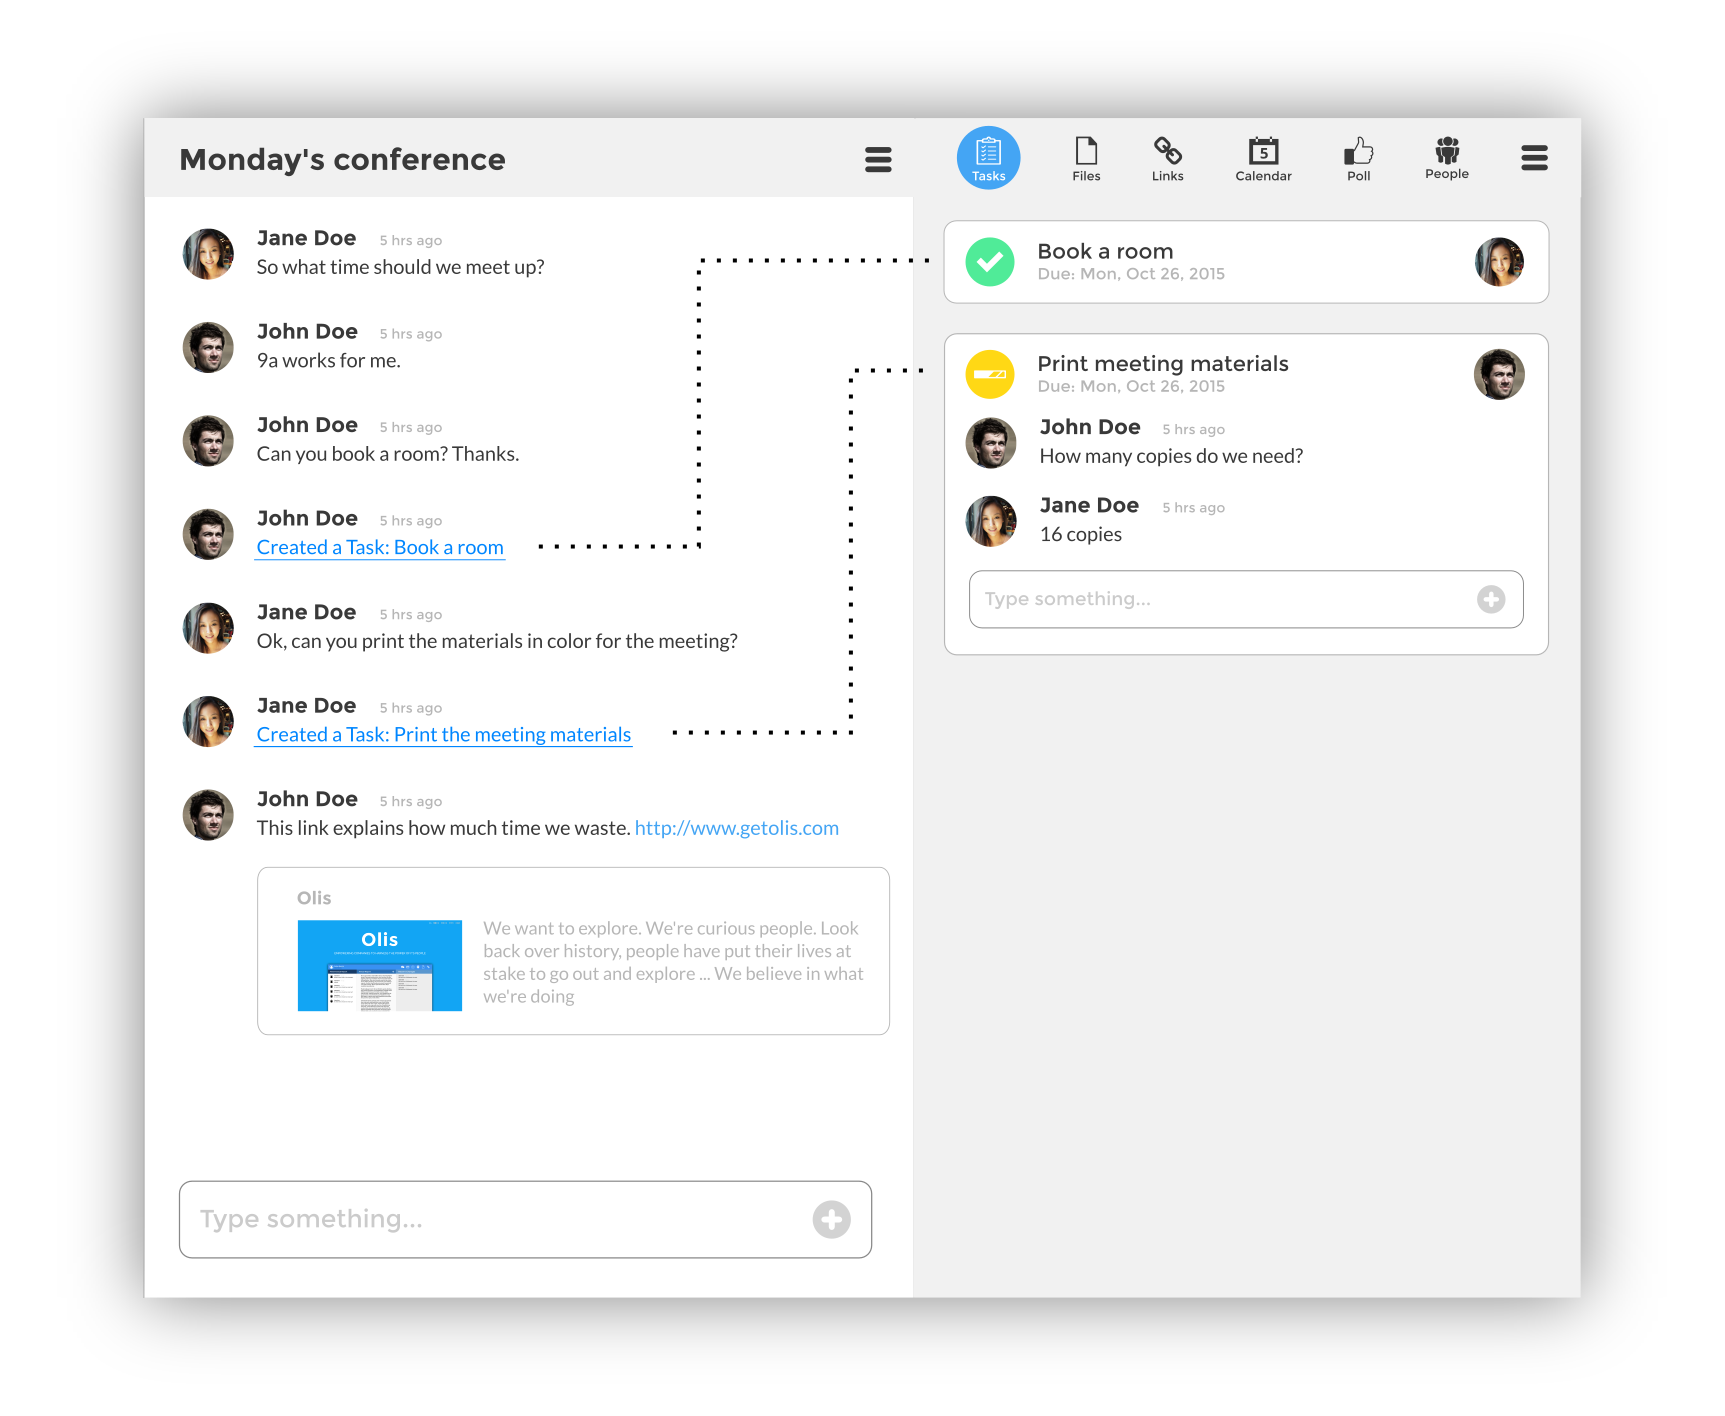 Monday's conference
Jane Doe 5 hrs ago
So what time should we meet up?
John Doe 5 hrs ago
9a works for me.
John Doe 5 hrs ago
Can you book a room? Thanks.
John Doe 5 hrs ago
Created a Task: Book a room
Jane Doe 5 hrs ago
Ok, can you print the materials in color for the meeting?
Jane Doe 5 hrs ago
Created a Task: Print the meeting materials
John Doe 5 hrs ago
This link explains how much time we waste. http://www.getolis.com
Olis
Olis
We want to explore. We're curious people. Look
back over history, people have put their lives at
stake to go out and explore ... We believe in what
we're doing
Type something...
Tasks
Files
Links
5
Calendar
Poll
People
Book a room
Due: Mon, Oct 26, 2015
Print meeting materials
Due: Mon, Oct 26, 2015
John Doe 5 hrs ago
How many copies do we need?
Jane Doe 5 hrs ago
16 copies
Type something...